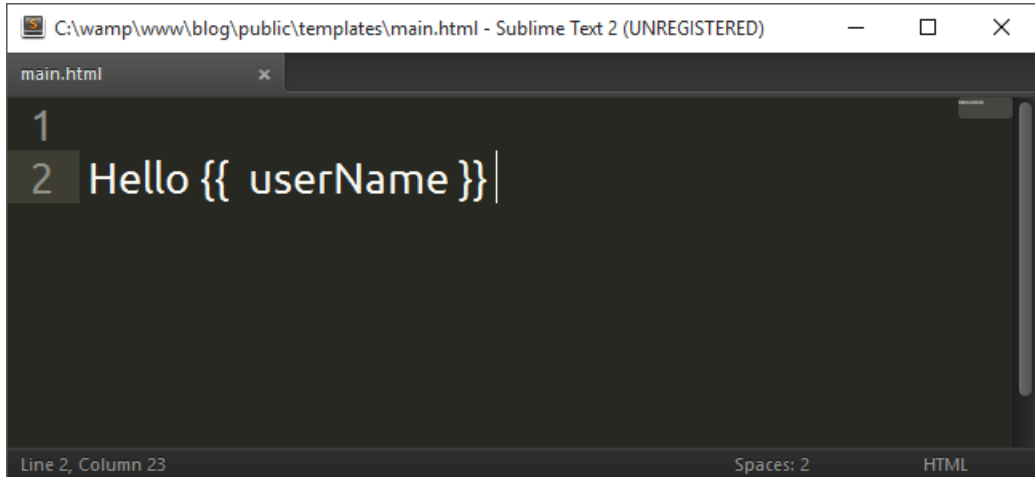 C:\wamp\www\blog\public\templates\main.html - Sublime Text 2 (UNREGISTERED)
main.html
1
2 Hello {{  userName }}
Line 2, Column 23 Spaces: 2 HTML